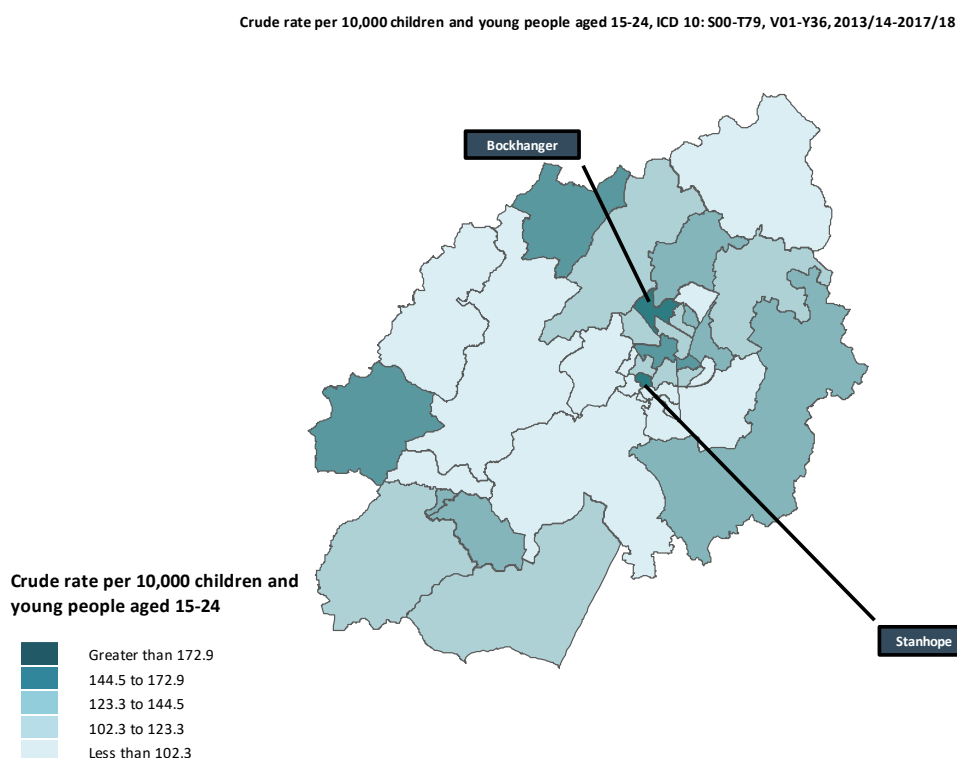 Crude rate per 10,000 children and young people aged 15-24, ICD 10: S00-T79, V01-Y36, 2013/14-2017/18
Bockhanger
Stanhope
Crude rate per 10,000 children and
young people aged 15-24
Greater than 172.9
144.5 to 172.9
123.3 to 144.5
102.3 to 123.3
Less than 102.3